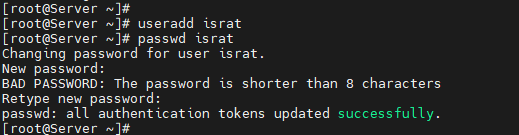 [root@Server ~]#
[root@Server ~]# useradd israt
[root@Server ~]# passwd israt
Changing password for user israt.
New password:
BAD PASSWORD: The password is shorter than 8 characters
Retype new password:
passwd: all authentication tokens updated successfully.
[root@Server ~]#